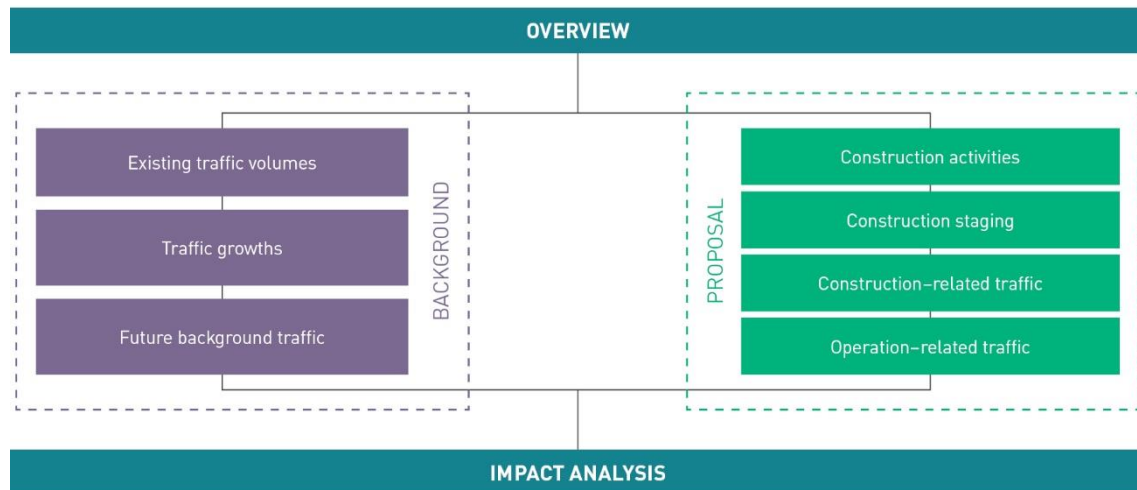 OVERVIEW
Existing traffic volumes
Traffic growths
Future background traffic
BACKGROUND
PROPOSAL
Construction activities
Construction staging
Construction–related traffic
Operation–related traffic
IMPACT ANALYSIS